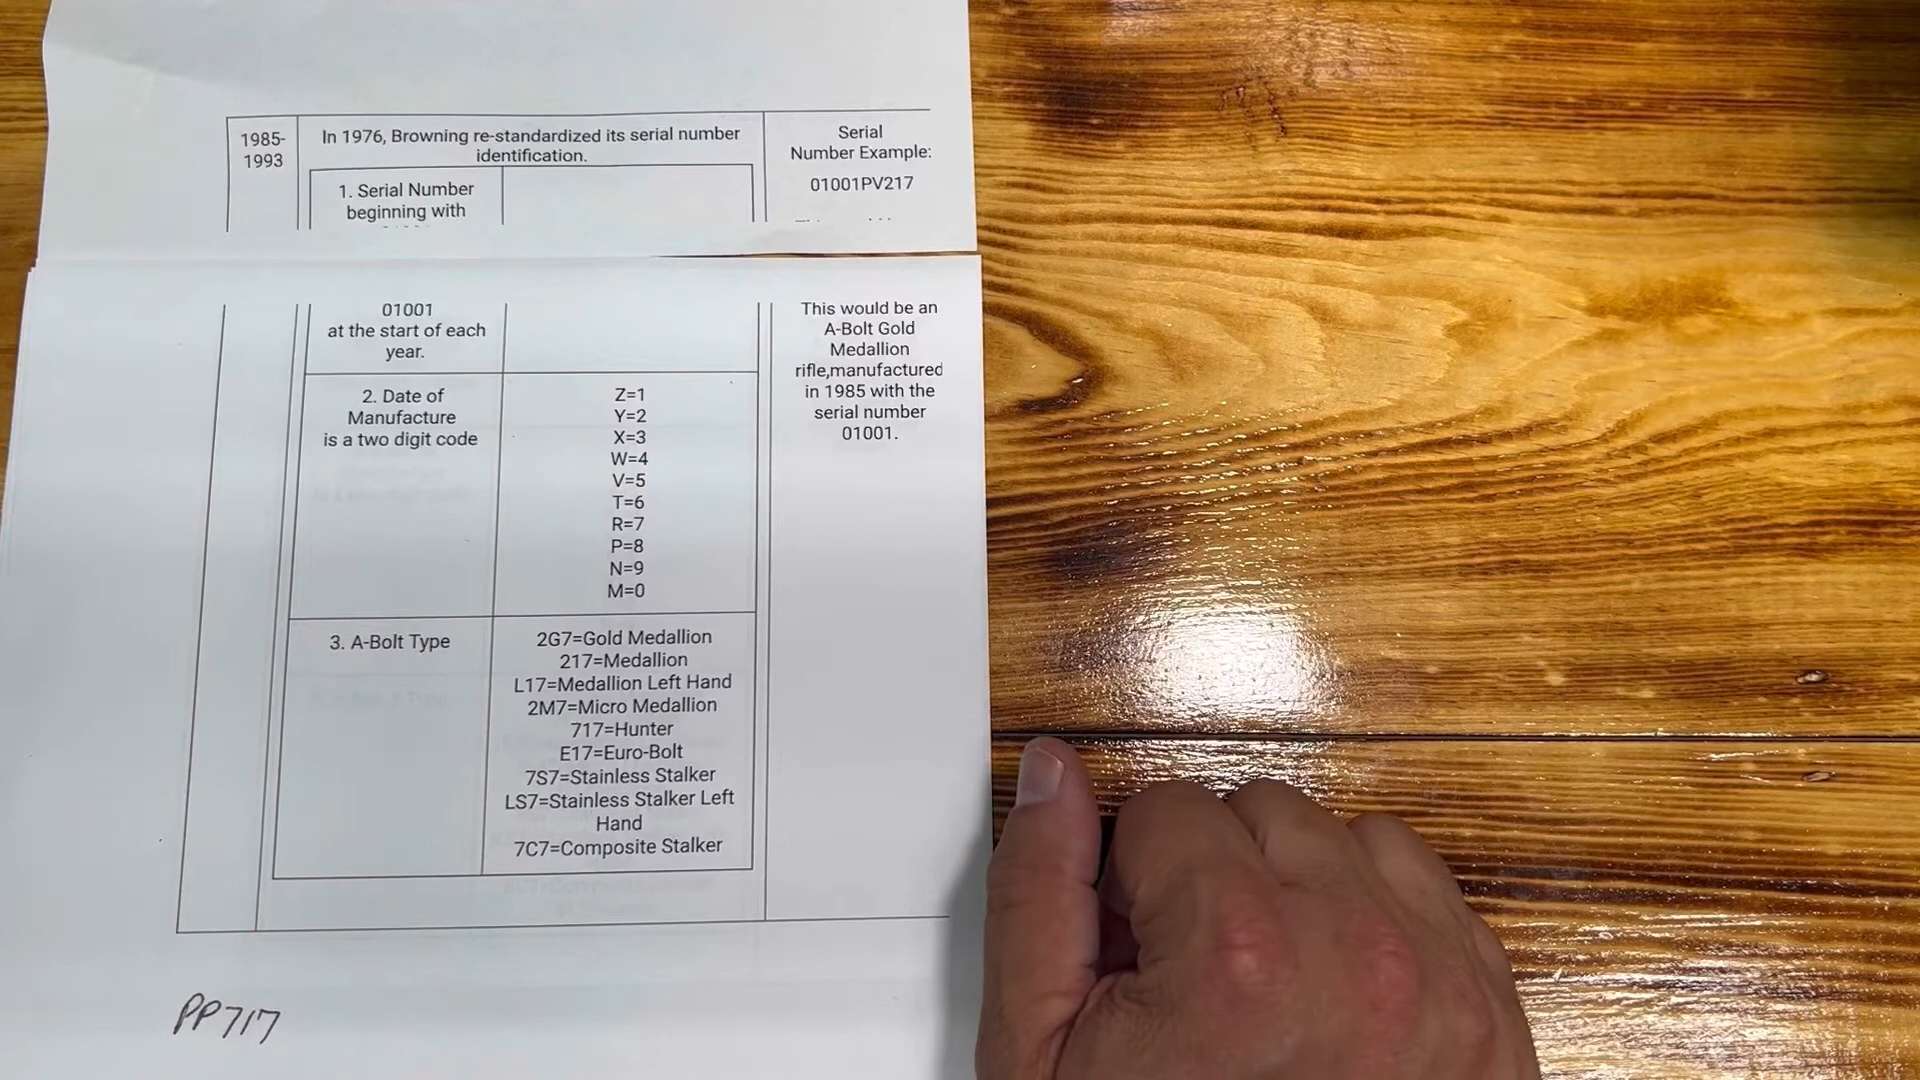 1985-
1993
In 1976, Browning re-standardized its serial number
identification.
Serial
Number Example:
01001PV217
1. Serial Number
beginning with
01001
at the start of each
year.
This would be an
A-Bolt Gold
Medallion
rifle,manufactured
in 1985 with the
serial number
01001.
2. Date of
Manufacture
is a two digit code
Z=1
Y=2
X=3
W=4
V=5
T=6
R=7
P=8
N=9
M=0
3. A-Bolt Type
2G7=Gold Medallion
217=Medallion
L17=Medallion Left Hand
2M7=Micro Medallion
717=Hunter
E17=Euro-Bolt
7S7=Stainless Stalker
LS7=Stainless Stalker Left
Hand
7C7=Composite Stalker
PP717